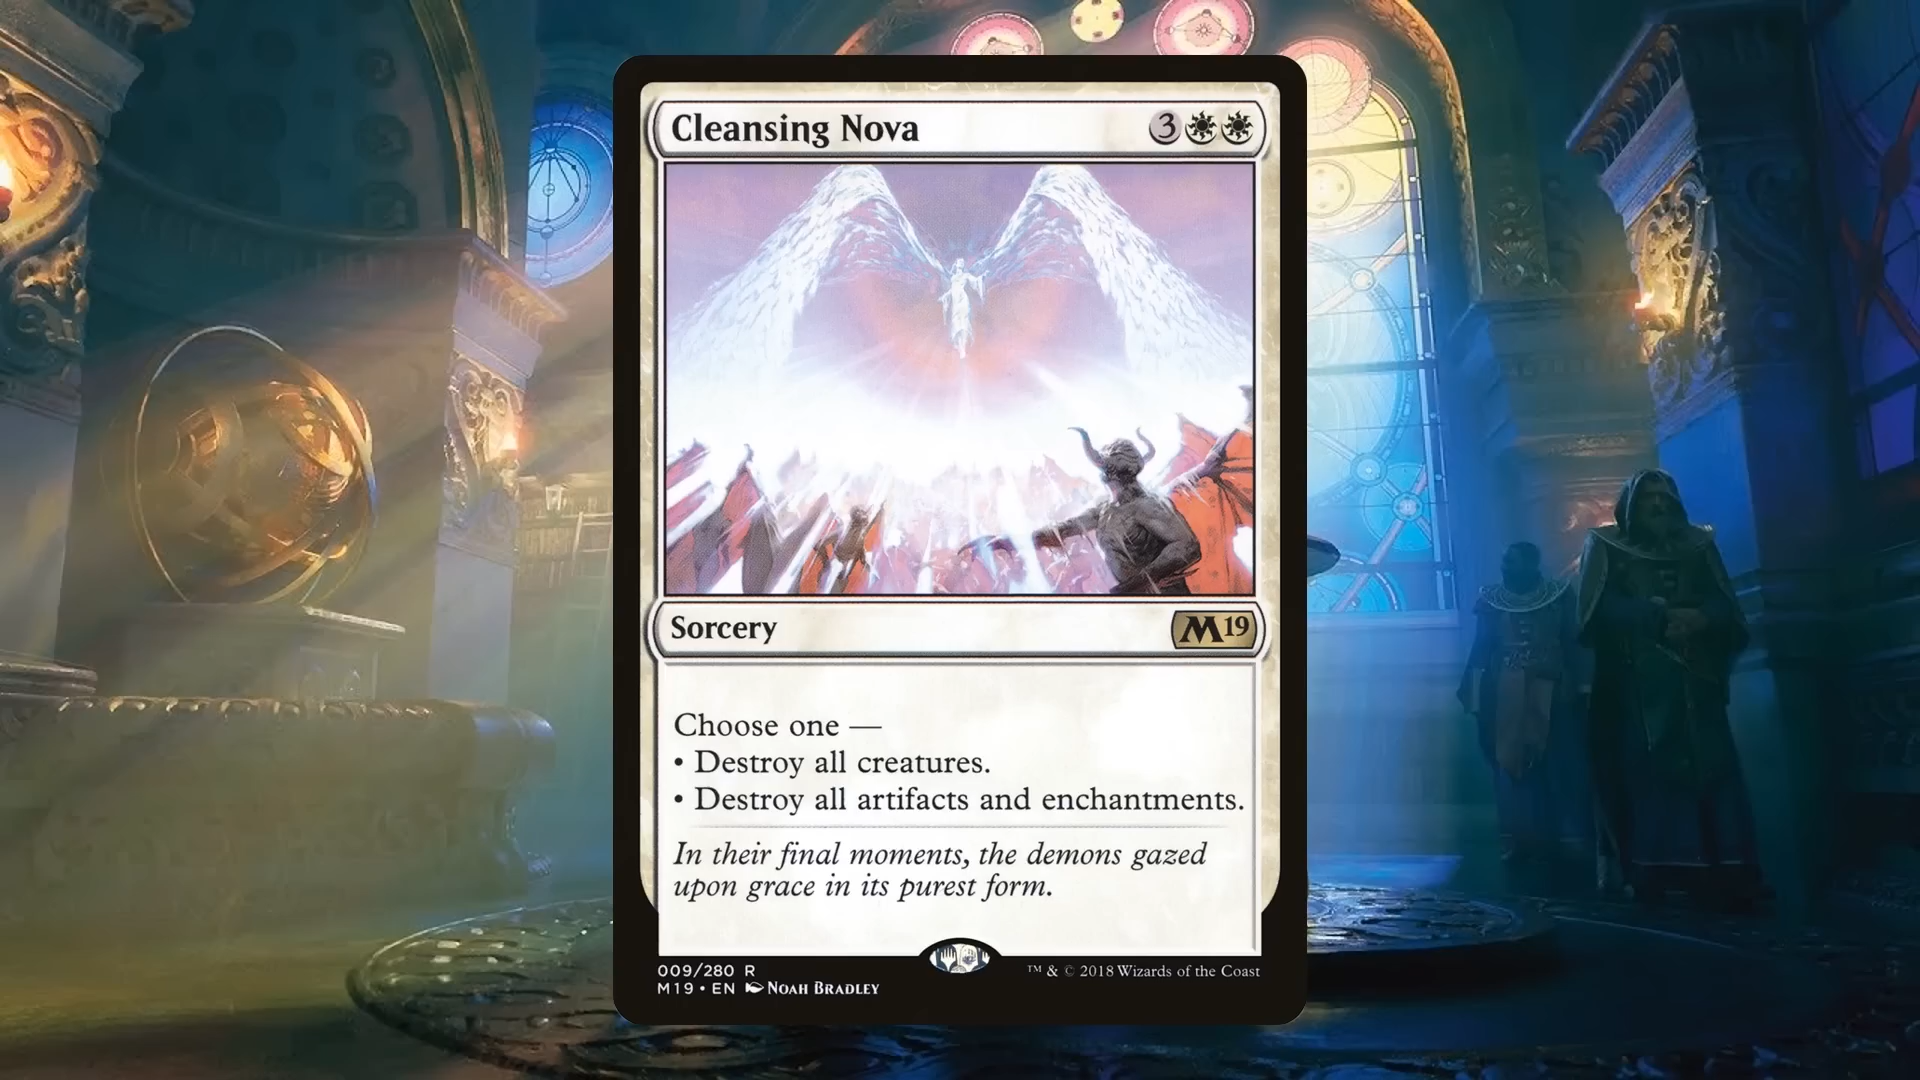 Cleansing Nova 3
Sorcery M19
Choose one —
• Destroy all creatures.
• Destroy all artifacts and enchantments.
In their final moments, the demons gazed
upon grace in its purest form.
009/280 R
M19 • EN Noah Bradley
™ & © 2018 Wizards of the Coast